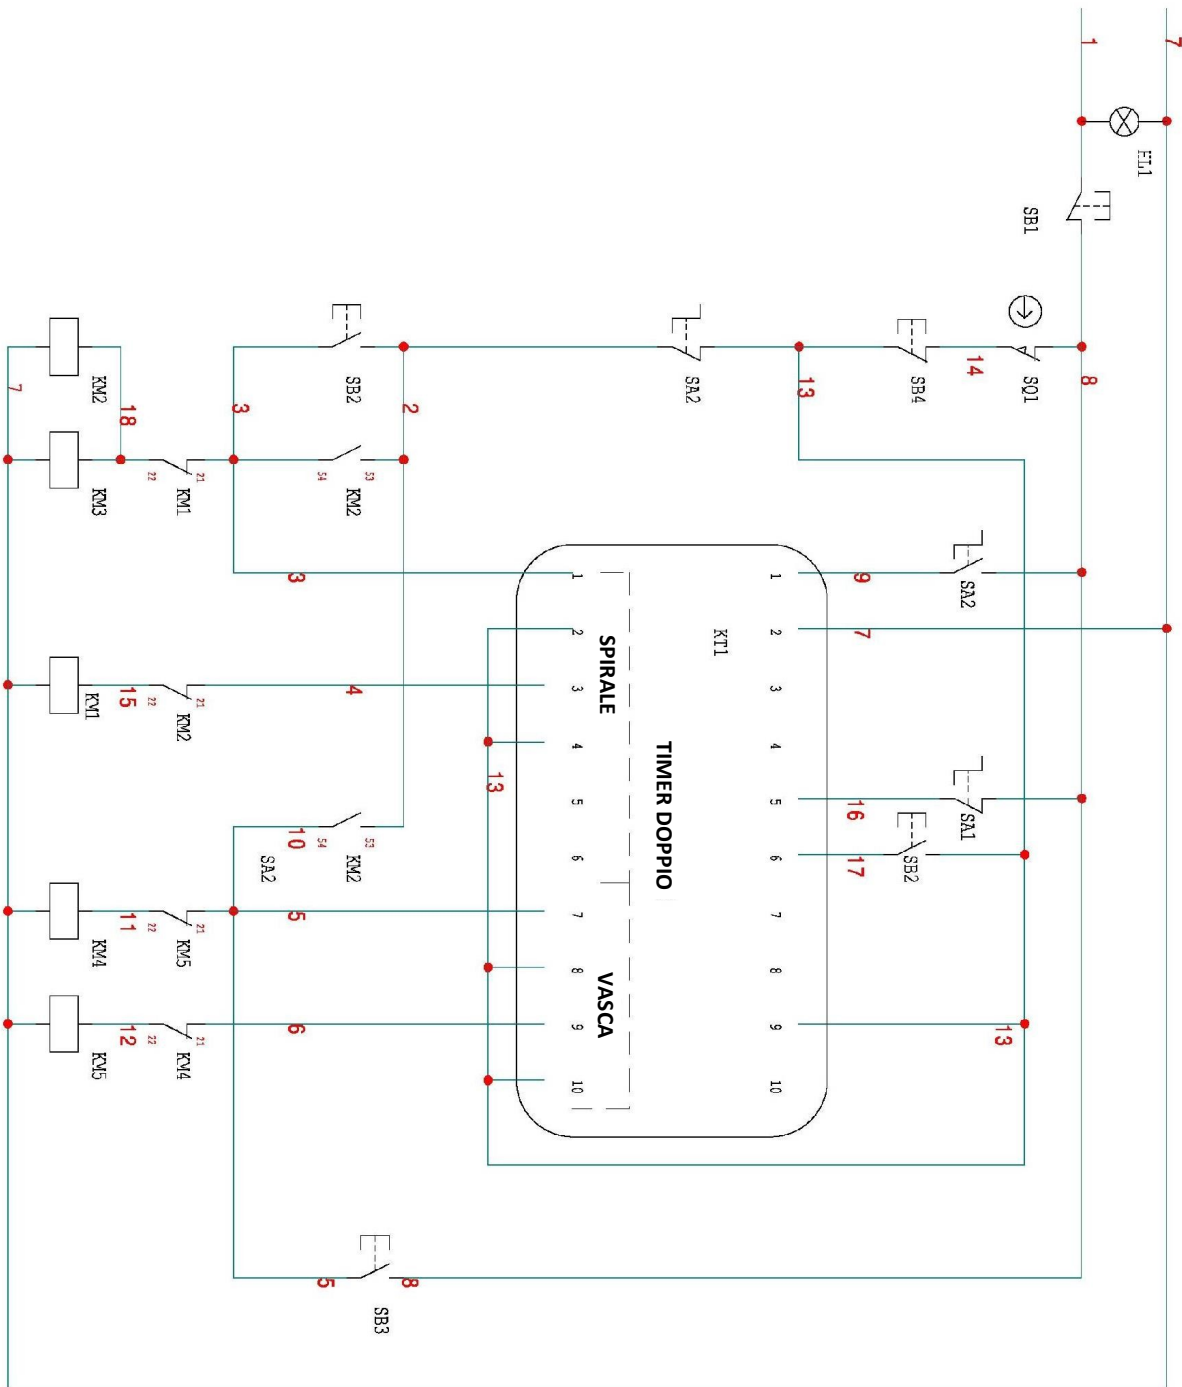 7
HL1
1
8
SB1
SQ1
13
14
SA2
SA1
SB4
SB2
9
7
16
17
13
1 2 3 4 5 6 7 8 9 10
KT1
SA2
TIMER DOPPIO
SPIRALE
VASCA
1 2 3 4 5 6 7 8 9 10
13
2
8
SB3
53
53
SB2
KM2
4
KM2
54
54
5
3
10
5
6
SA2
3
21
21
21
21
KM1
KM2
KM5
KM4
22
22
22
22
18
15
11
12
KM2
KM3
KM1
KM4
KM5
7